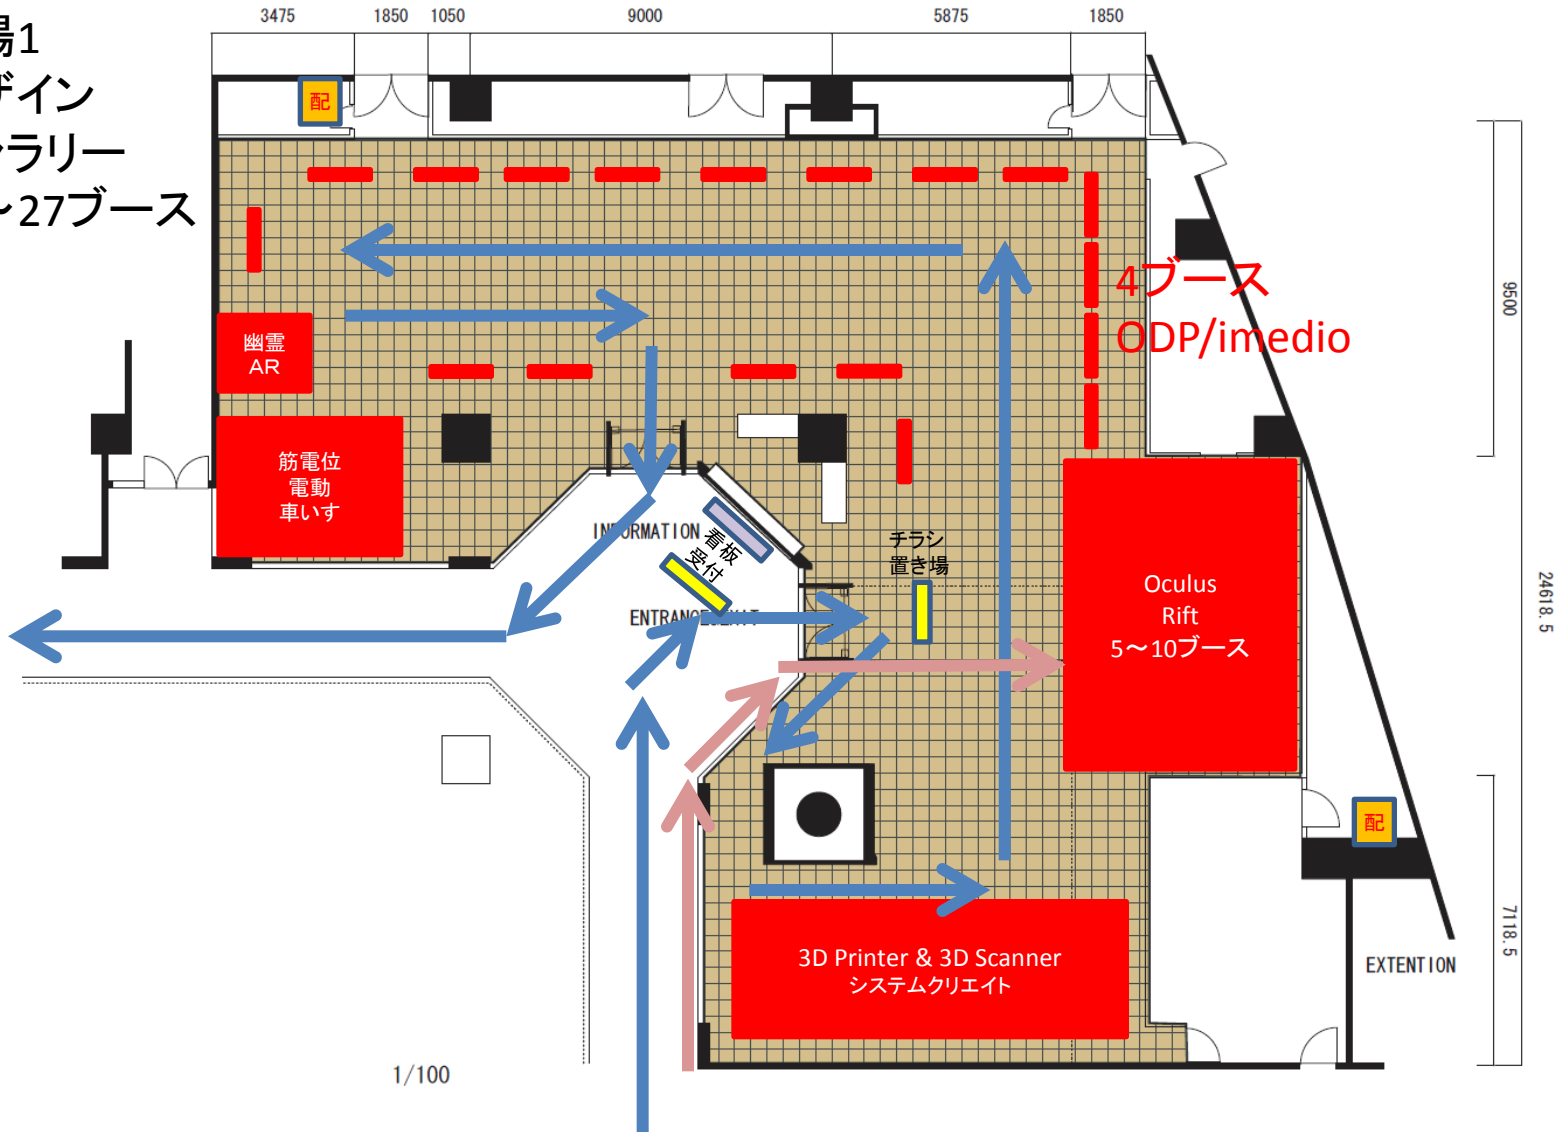 3475 1850 1050 9000 5875 1850
場1
ザイン
ャラリー
～27ブース
配
9500
4ブース
ODP/imedio
幽霊
AR
筋電位
電動
車いす
INFORMATION
看板
受付
チラシ
置き場
ENTRANCE&EXIT
Oculus
Rift
5～10ブース
24618.5
配
3D Printer & 3D Scanner
システムクリエイト
7118.5
EXTENTION
1/100